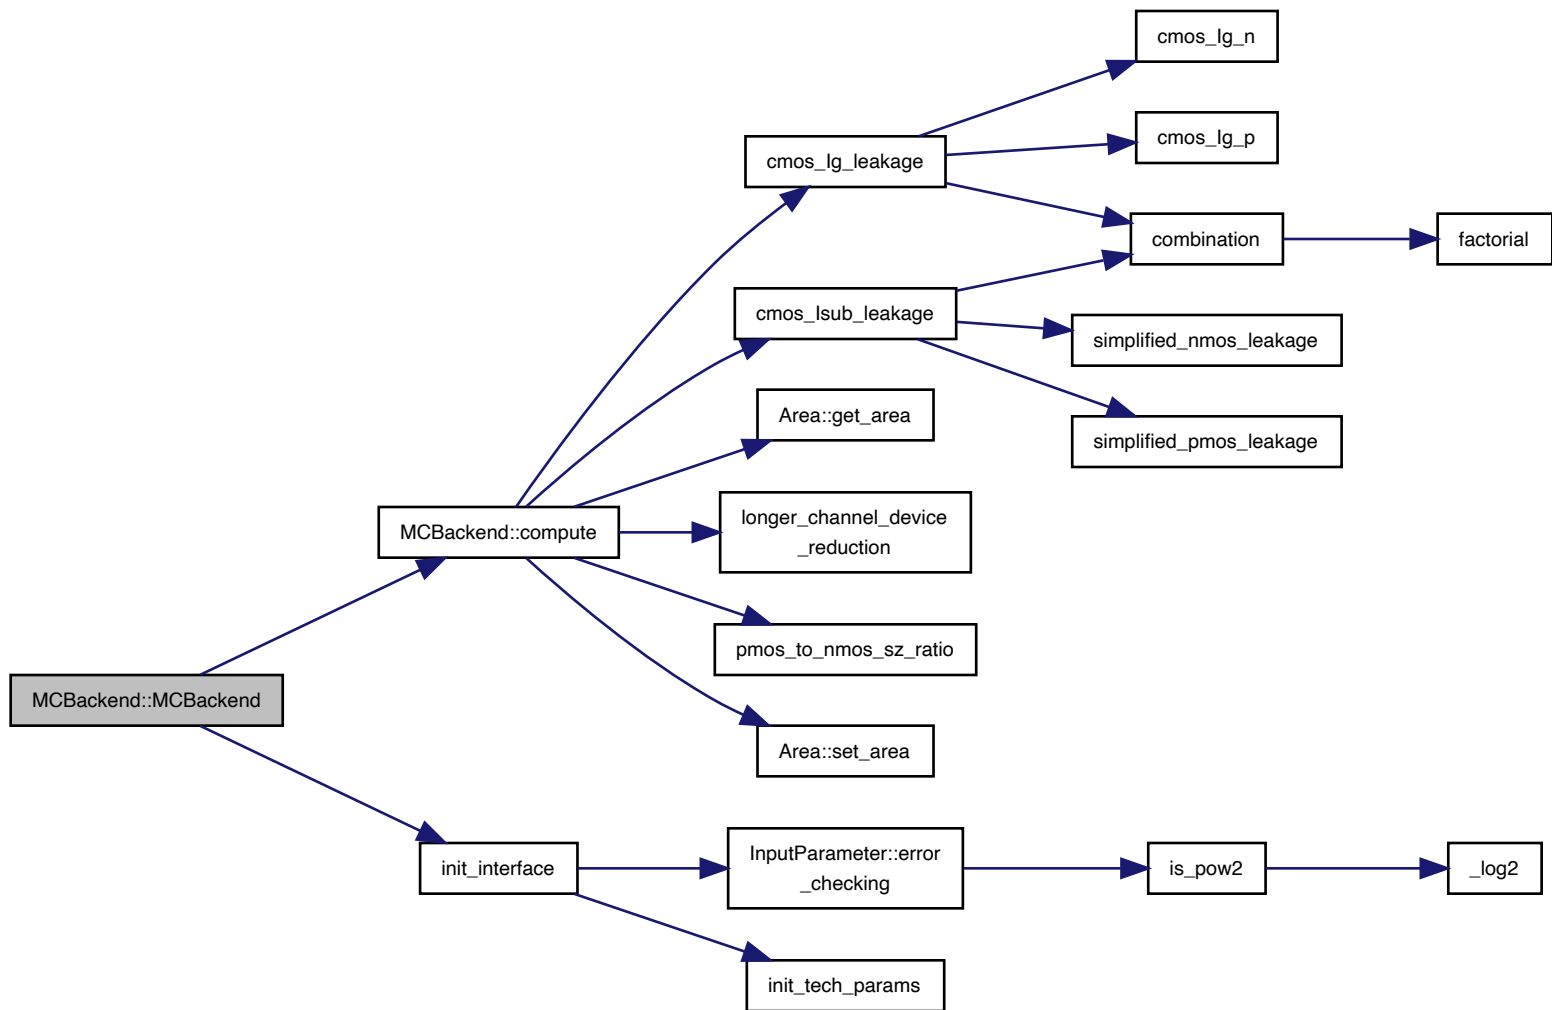 cmos_Ig_n
cmos_Ig_p
cmos_Ig_leakage
combination
factorial
cmos_Isub_leakage
simplified_nmos_leakage
simplified_pmos_leakage
Area::get_area
MCBackend::compute
longer_channel_device
_reduction
pmos_to_nmos_sz_ratio
MCBackend::MCBackend
Area::set_area
init_interface
InputParameter::error
_checking
is_pow2
_log2
init_tech_params